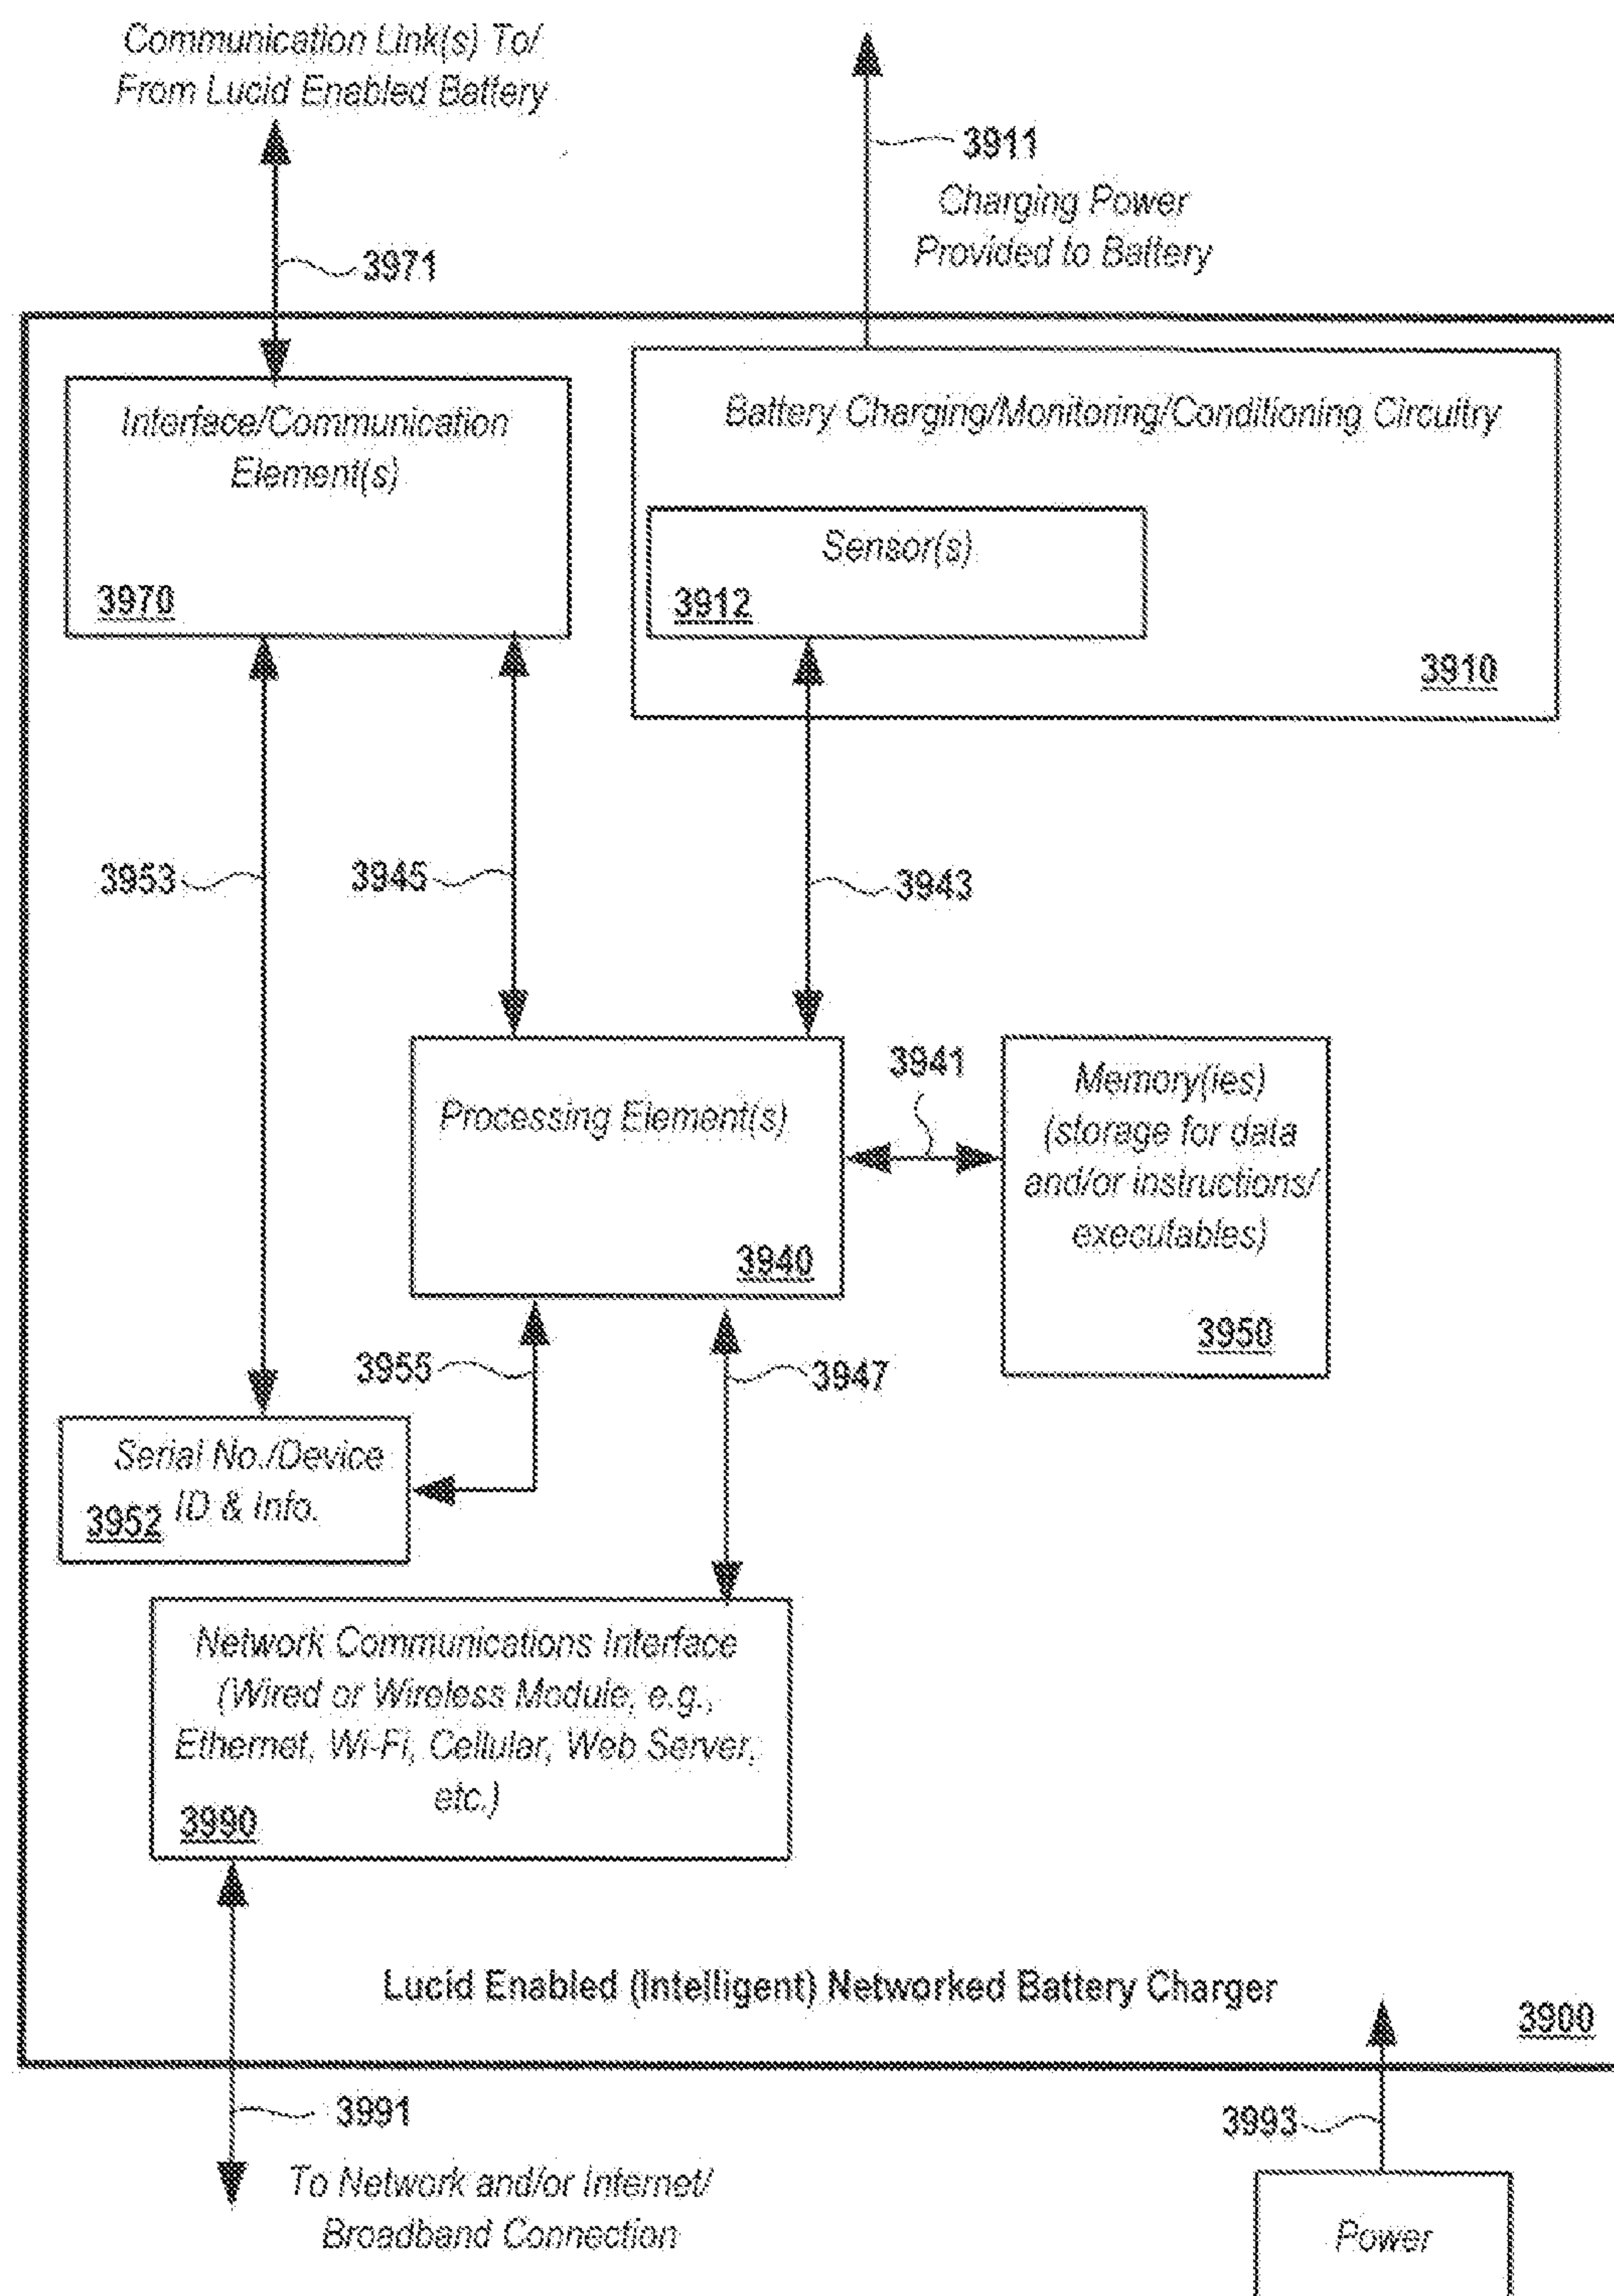 Communication Link(s) To/
From Lucid Enabled Battery
3911
Charging Power
Provided to Battery
3971
Interface/Communication
Element(s)
3970
Battery Charging/Monitoring/Conditioning Circuitry
Sensor(s)
3912
3910
3953
3945
3943
Processing Element(s)
3940
3941
Memory(ies)
(storage for data
and/or instructions/
executables)
3950
3955
3947
Serial No./Device
ID & Info.
3952
Network Communications Interface
(Wired or Wireless Module, e.g.,
Ethernet, Wi-Fi, Cellular, Web Server,
etc.)
3990
Lucid Enabled (Intelligent) Networked Battery Charger
3900
3991
To Network and/or Internet/
Broadband Connection
3993
Power